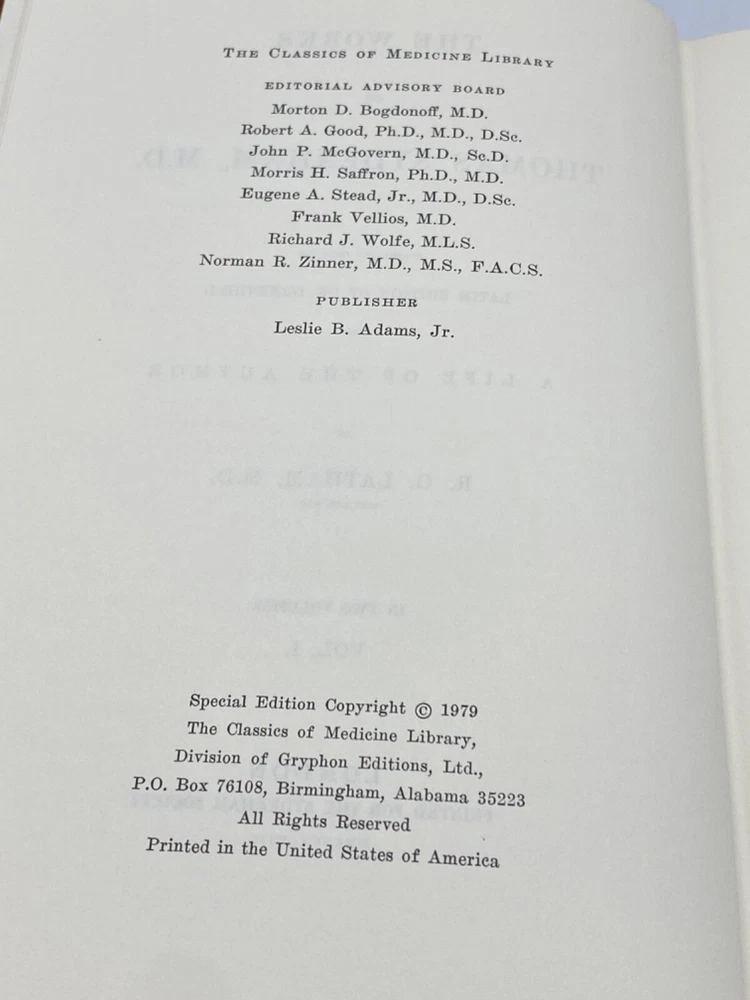 The Classics of Medicine Library
EDITORIAL ADVISORY BOARD
Morton D. Bogdonoff, M.D.
Robert A. Good, Ph.D., M.D., D.Sc.
John P. McGovern, M.D., Sc.D.
Morris H. Saffron, Ph.D., M.D.
Eugene A. Stead, Jr., M.D., D.Sc.
Frank Vellios, M.D.
Richard J. Wolfe, M.L.S.
Norman R. Zinner, M.D., M.S., F.A.C.S.
PUBLISHER
Leslie B. Adams, Jr.
Special Edition Copyright © 1979
The Classics of Medicine Library,
Division of Gryphon Editions, Ltd.,
P.O. Box 76108, Birmingham, Alabama 35223
All Rights Reserved
Printed in the United States of America